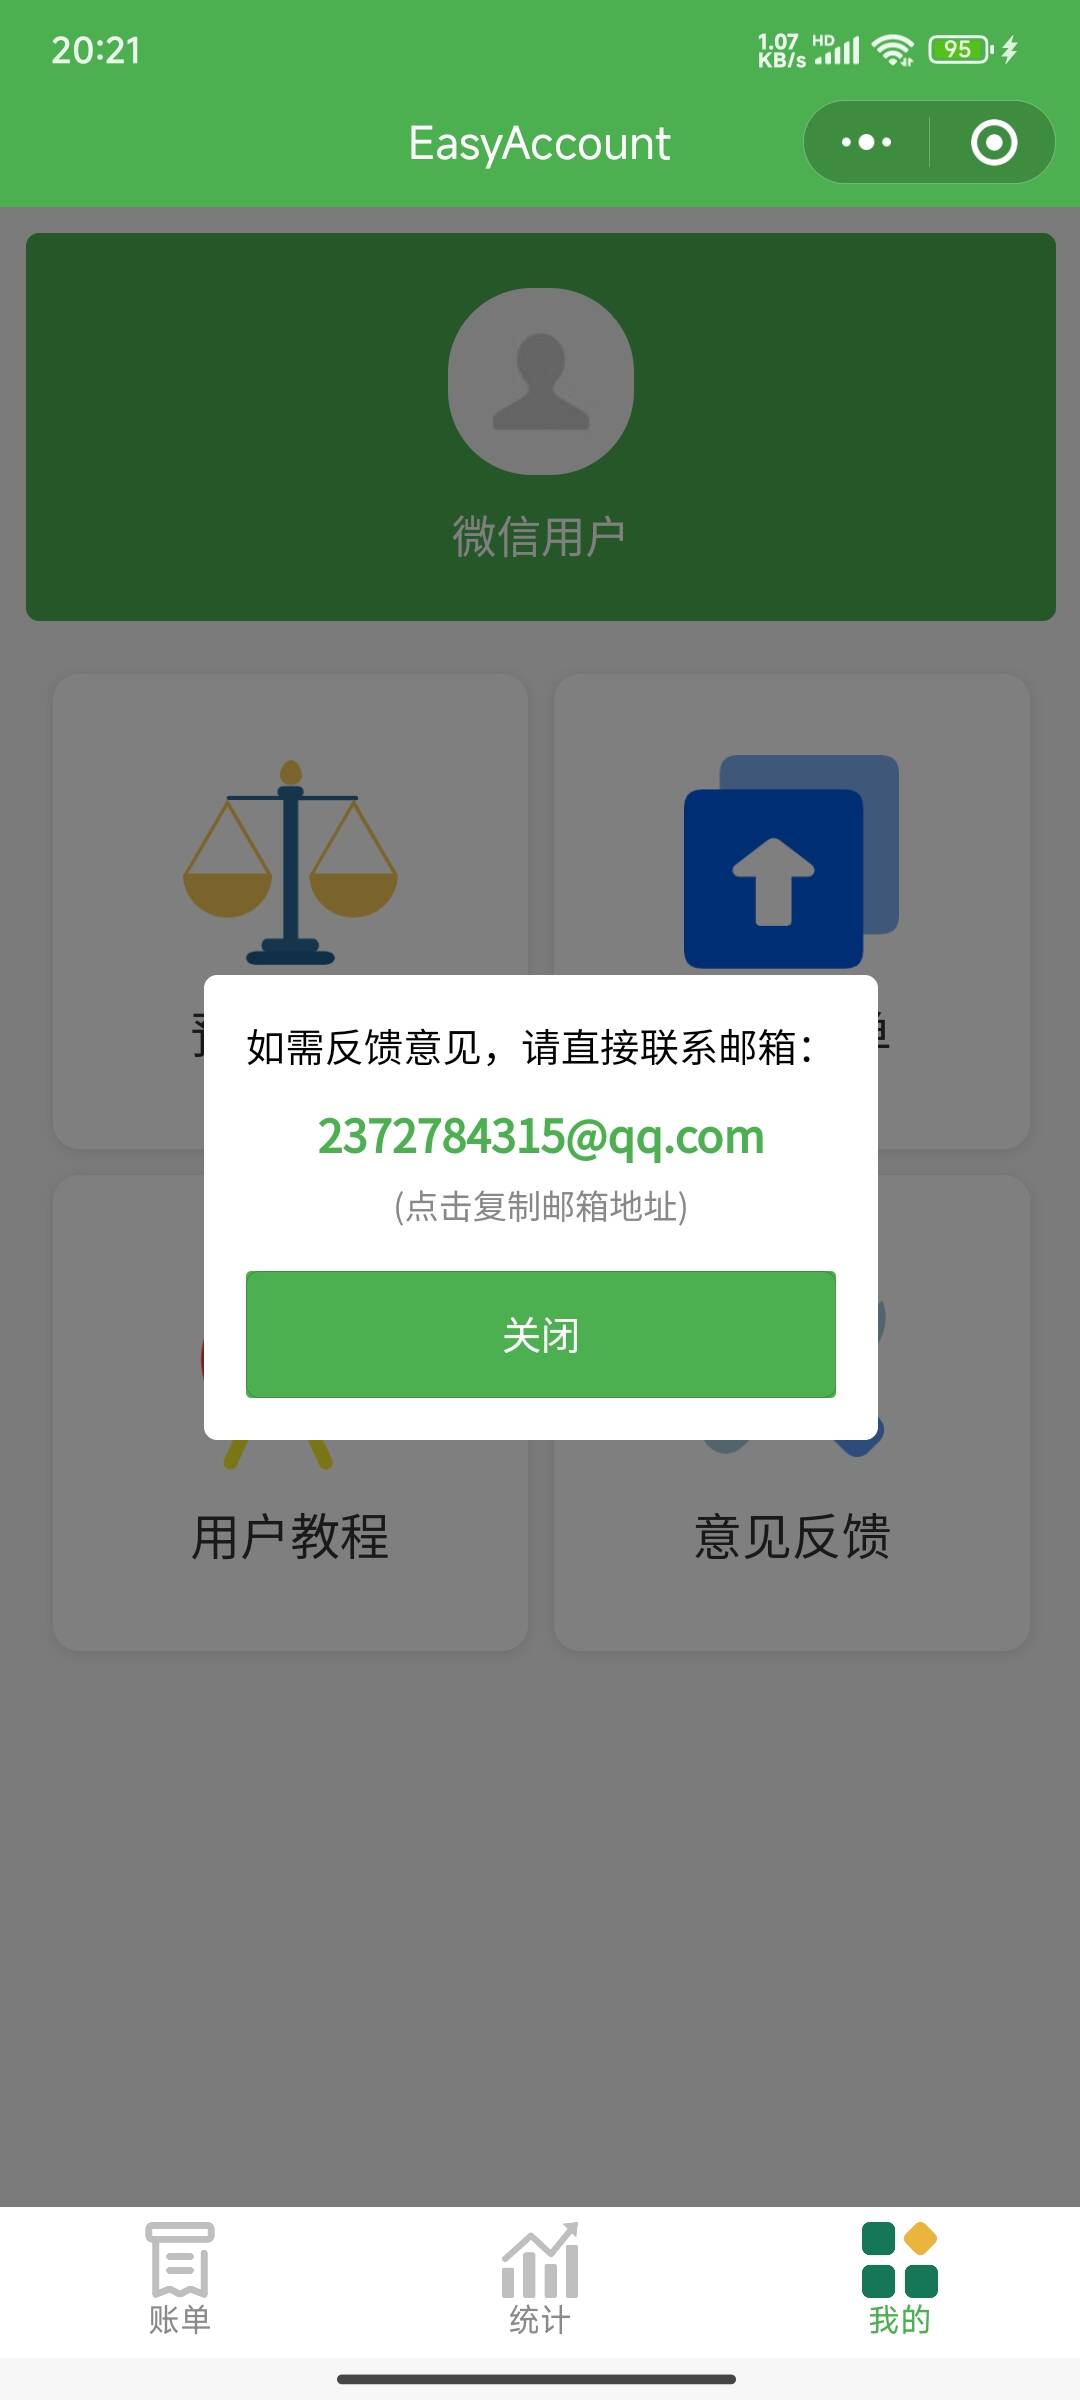 20:21
1.07 KB/s HD 95
EasyAccount
微信用户
如需反馈意见，请直接联系邮箱：
2372784315@qq.com
(点击复制邮箱地址)
关闭
用户教程
意见反馈
账单
统计
我的